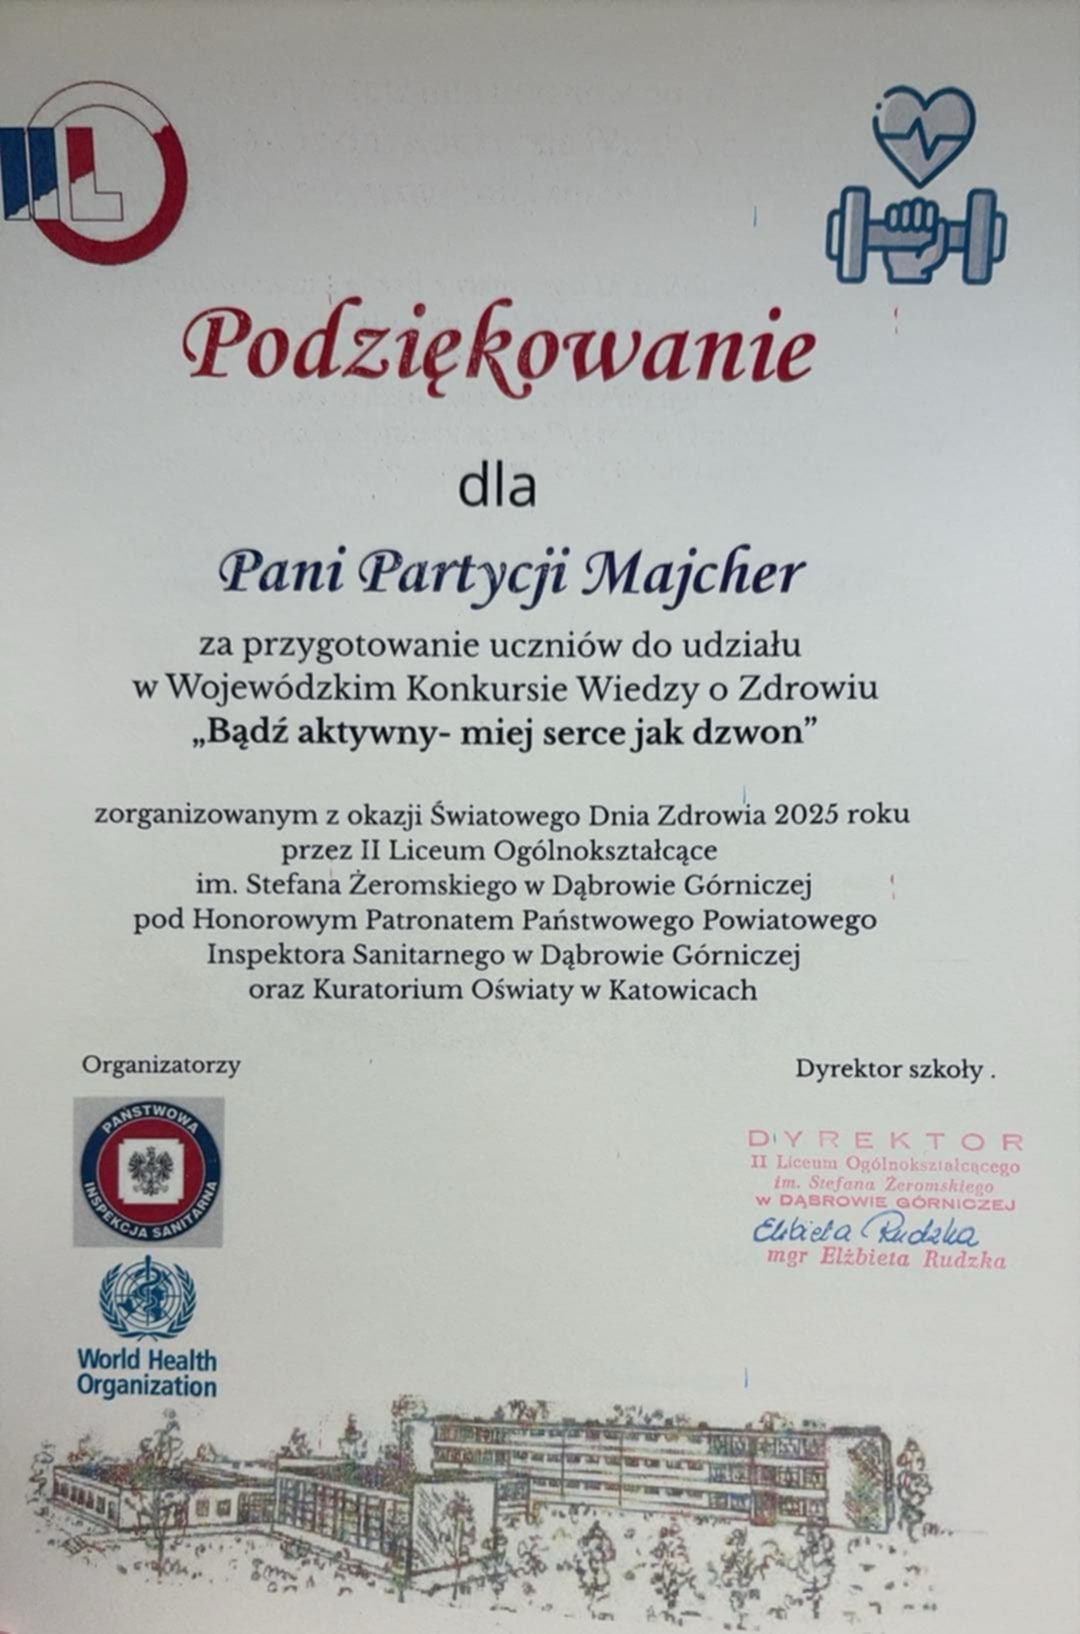 IIL
Podziękowanie
dla
Pani Partycji Majcher
za przygotowanie uczniów do udziału
w Wojewódzkim Konkursie Wiedzy o Zdrowiu
„Bądź aktywny- miej serce jak dzwon”
zorganizowanym z okazji Światowego Dnia Zdrowia 2025 roku
przez II Liceum Ogólnokształcące
im. Stefana Żeromskiego w Dąbrowie Górniczej
pod Honorowym Patronatem Państwowego Powiatowego
Inspektora Sanitarnego w Dąbrowie Górniczej
oraz Kuratorium Oświaty w Katowicach
Organizatorzy
PAŃSTWOWA
INSPEKCJA SANITARNA
World Health
Organization
Dyrektor szkoły .
DYREKTOR
II Liceum Ogólnokształcącego
im. Stefana Żeromskiego
w DĄBROWIE GÓRNICZEJ
Elżbieta Rudzka
mgr Elżbieta Rudzka